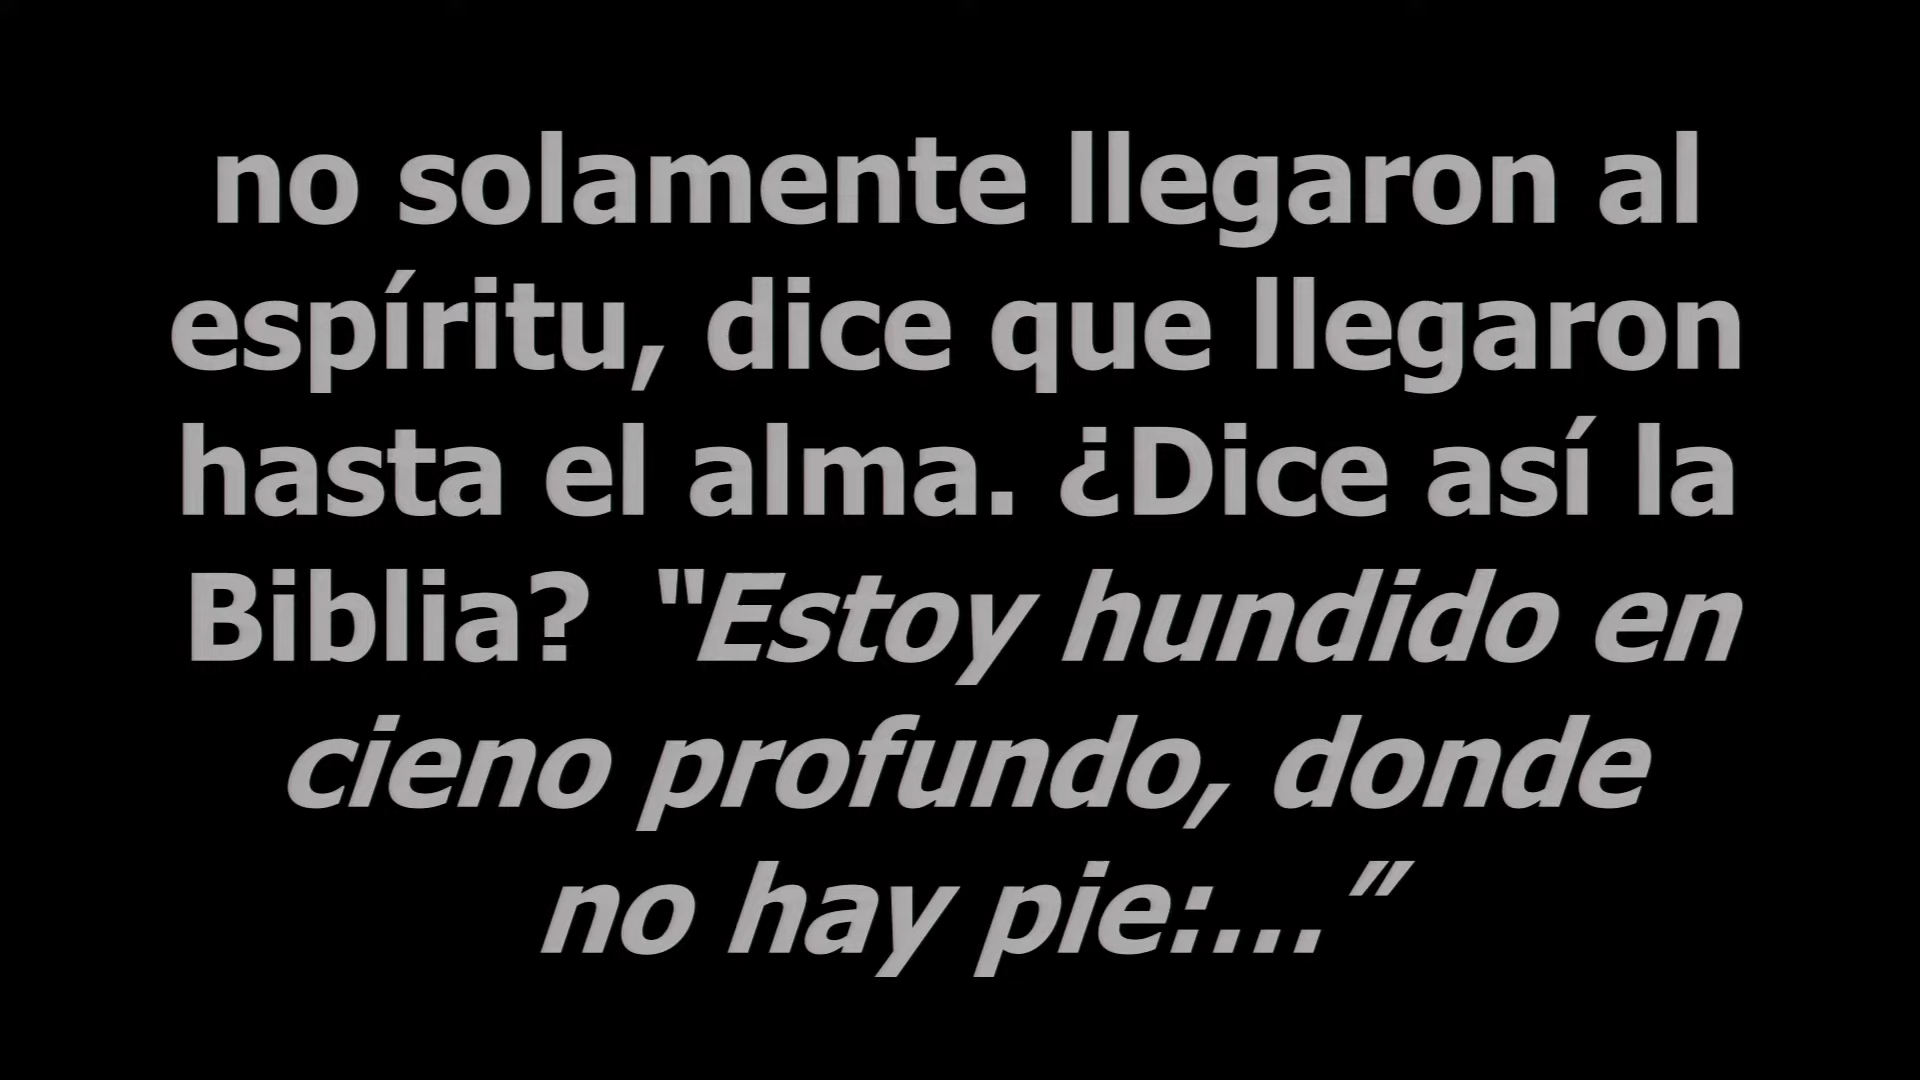 no solamente llegaron al
espíritu, dice que llegaron
hasta el alma. ¿Dice así la
Biblia? “Estoy hundido en
cieno profundo, donde
no hay pie:...”